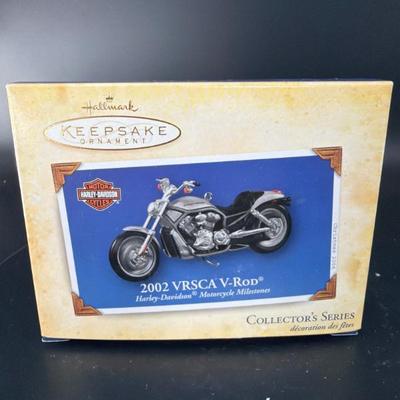 Hallmark
KEEPSAKE
ORNAMENT
MOTOR
HARLEY-DAVIDSON
CYCLES
2002 VRSCA V-ROD®
Harley-Davidson® Motorcycle Milestones
COLLECTOR'S SERIES
décoration des fêtes